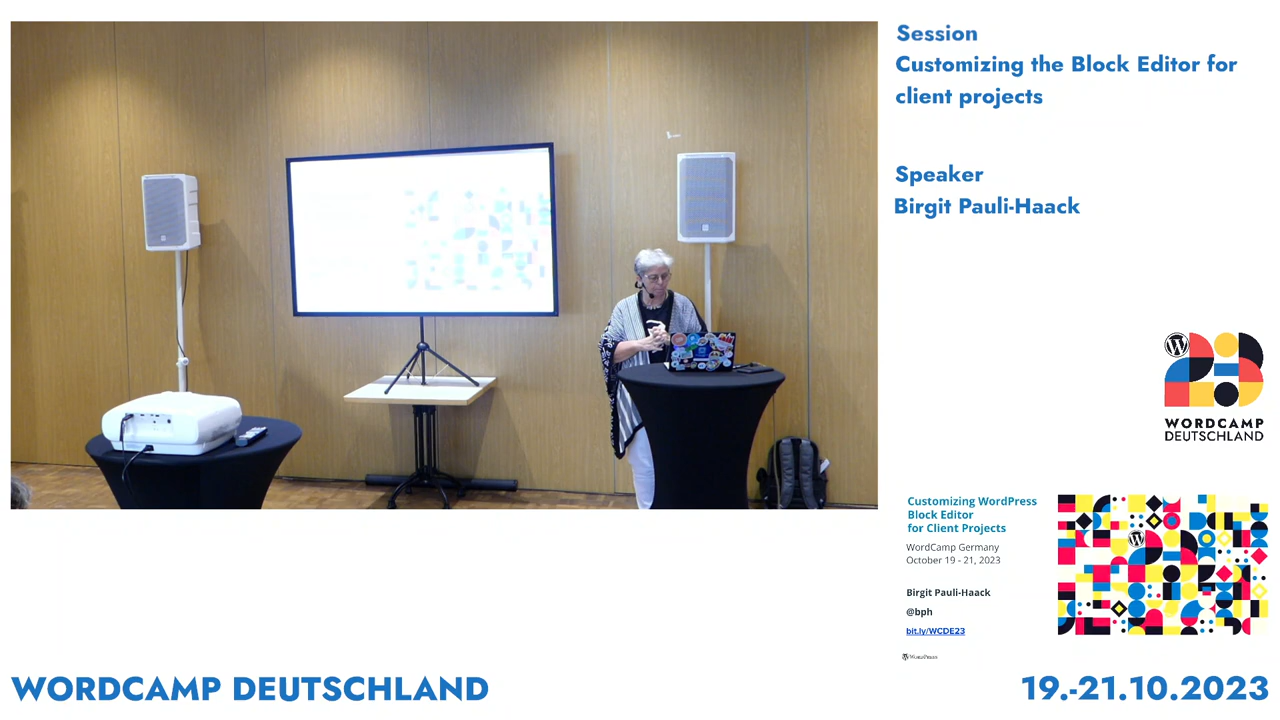 Session
Customizing the Block Editor for
client projects
Speaker
Birgit Pauli-Haack
WORDCAMP
DEUTSCHLAND
Customizing WordPress
Block Editor
for Client Projects
WordCamp Germany
October 19 - 21, 2023
Birgit Pauli-Haack
@bph
bit.ly/WCDE23
WordPress
WORDCAMP DEUTSCHLAND
19.-21.10.2023